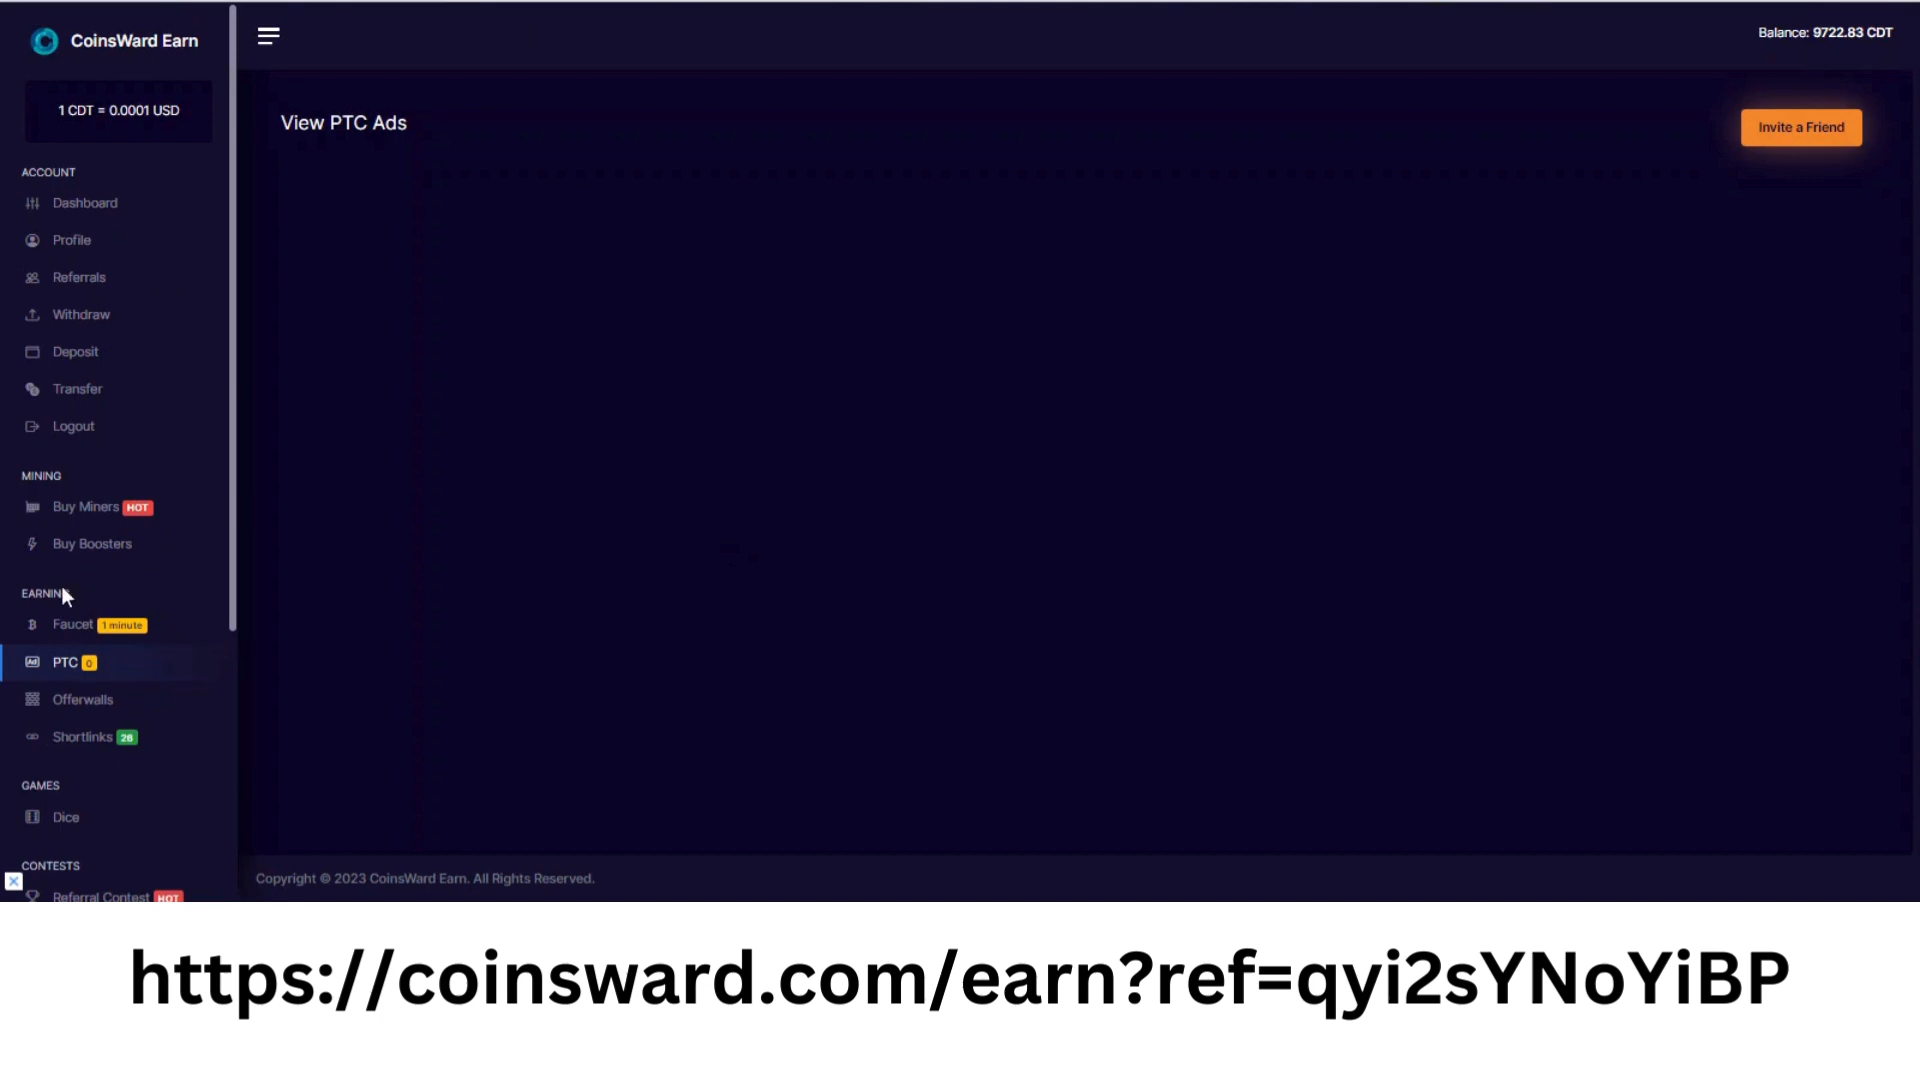 CoinsWard Earn
Balance: 9722.83 CDT
1 CDT = 0.0001 USD
View PTC Ads
Invite a Friend
ACCOUNT
Dashboard
Profile
Referrals
Withdraw
Deposit
Transfer
Logout
MINING
Buy Miners HOT
Buy Boosters
EARNIN
Faucet 1 minute
Ad PTC 0
Offerwalls
Shortlinks 26
GAMES
Dice
CONTESTS
Referral Contest HOT
Copyright © 2023 CoinsWard Earn. All Rights Reserved.
https://coinsward.com/earn?ref=qyi2sYNoYiBP